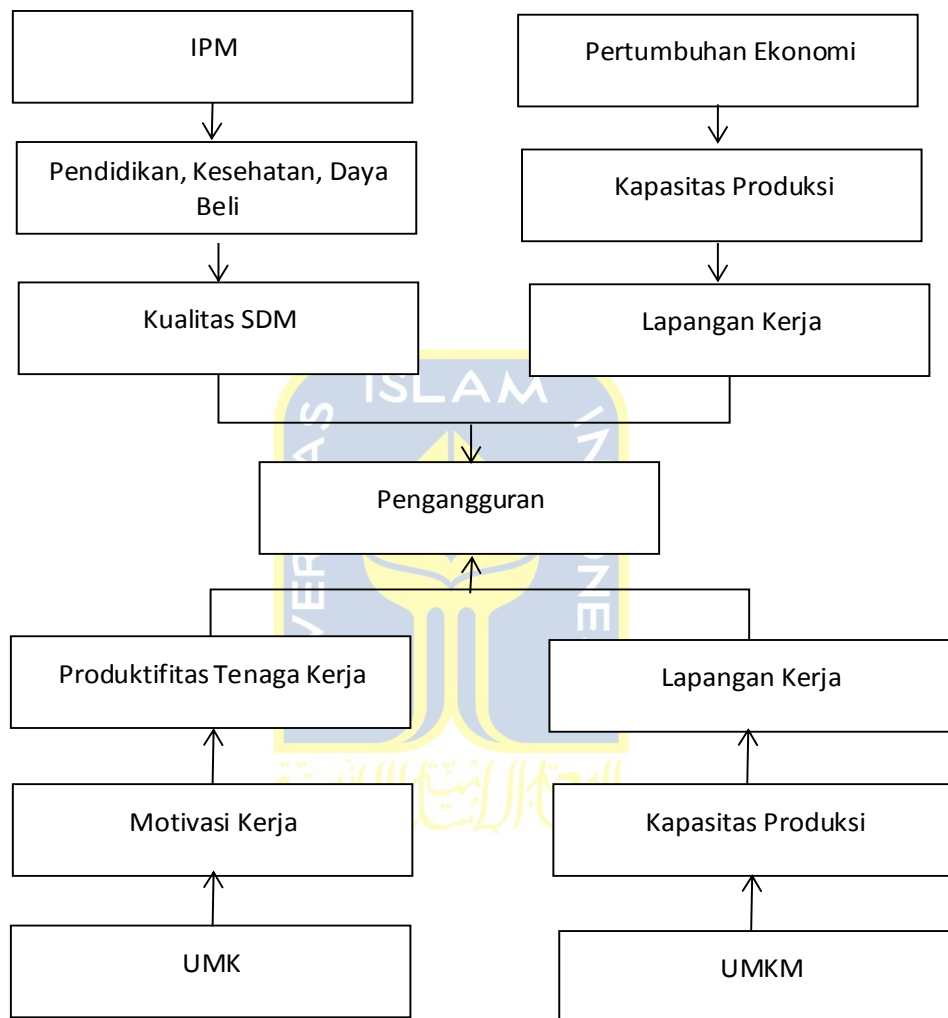 IPM
Pertumbuhan Ekonomi
Pendidikan, Kesehatan, Daya
Beli
Kapasitas Produksi
Kualitas SDM
Lapangan Kerja
ISLAM
Pengangguran
Produktifitas Tenaga Kerja
Lapangan Kerja
Motivasi Kerja
Kapasitas Produksi
UMK
UMKM